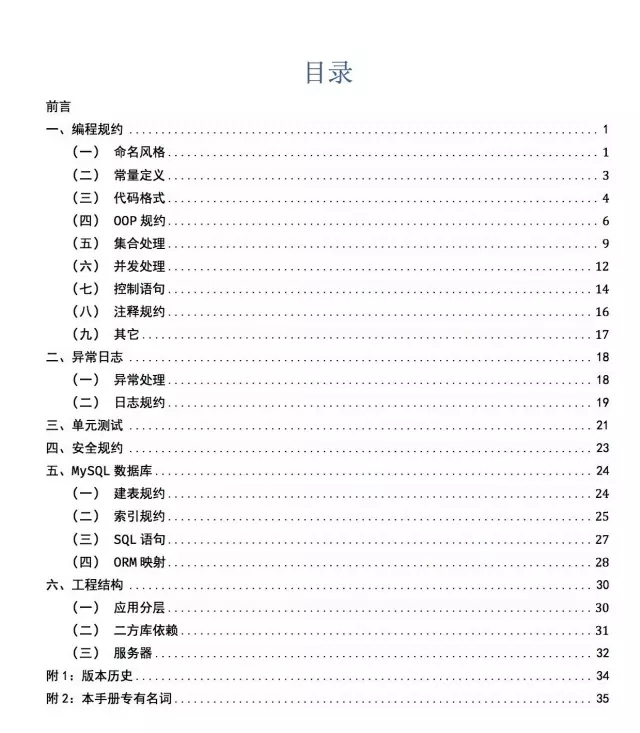 目录
前言
一、编程规约 1
（一） 命名风格 1
（二） 常量定义 3
（三） 代码格式 4
（四） OOP 规约 6
（五） 集合处理 9
（六） 并发处理 12
（七） 控制语句 14
（八） 注释规约 16
（九） 其它 17
二、异常日志 18
（一） 异常处理 18
（二） 日志规约 19
三、单元测试 21
四、安全规约 23
五、MySQL 数据库 24
（一） 建表规约 24
（二） 索引规约 25
（三） SQL 语句 27
（四） ORM 映射 28
六、工程结构 30
（一） 应用分层 30
（二） 二方库依赖 31
（三） 服务器 32
附 1：版本历史 34
附 2：本手册专有名词 35